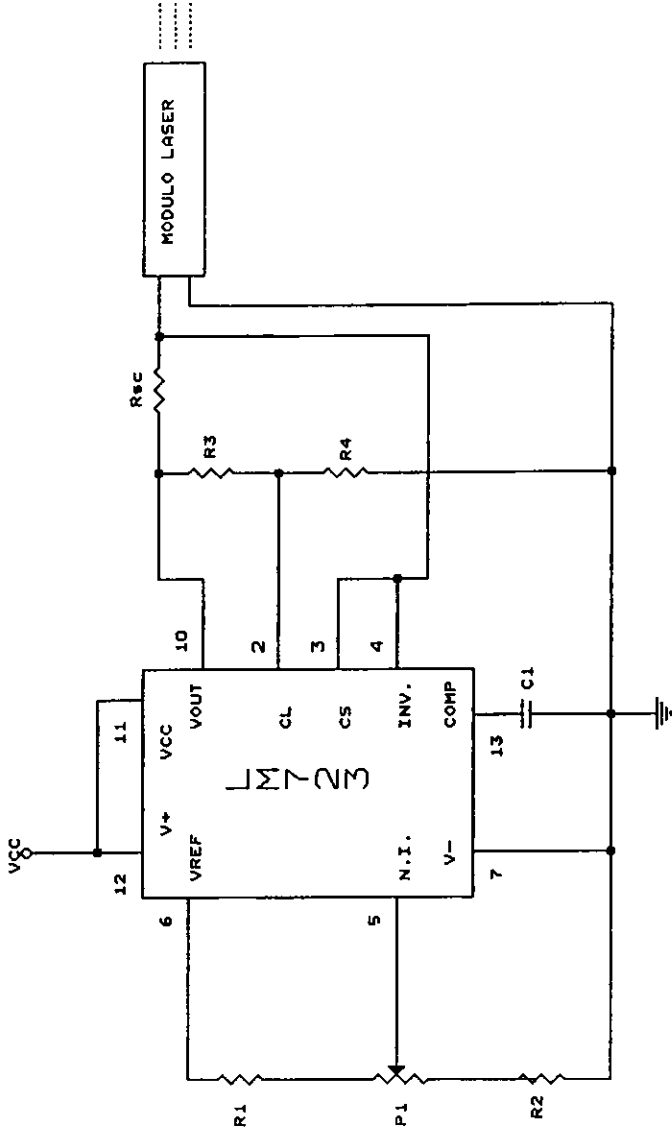 VCC
12
11
V+
VCC
6
VREF
VOUT
10
CL
2
CS
3
LM723
N.I.
5
INV.
4
V-
COMP
7
13
C1
R1
P1
R2
Rsc
R3
R4
MODULO LASER